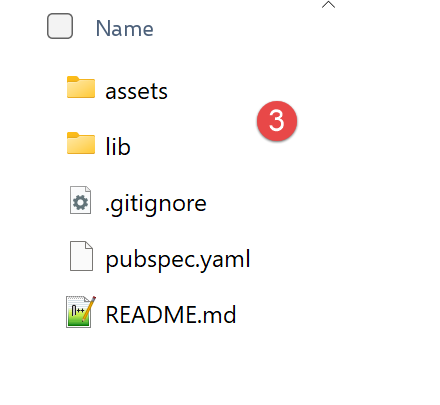 Name
assets
3
lib
.gitignore
pubspec.yaml
README.md